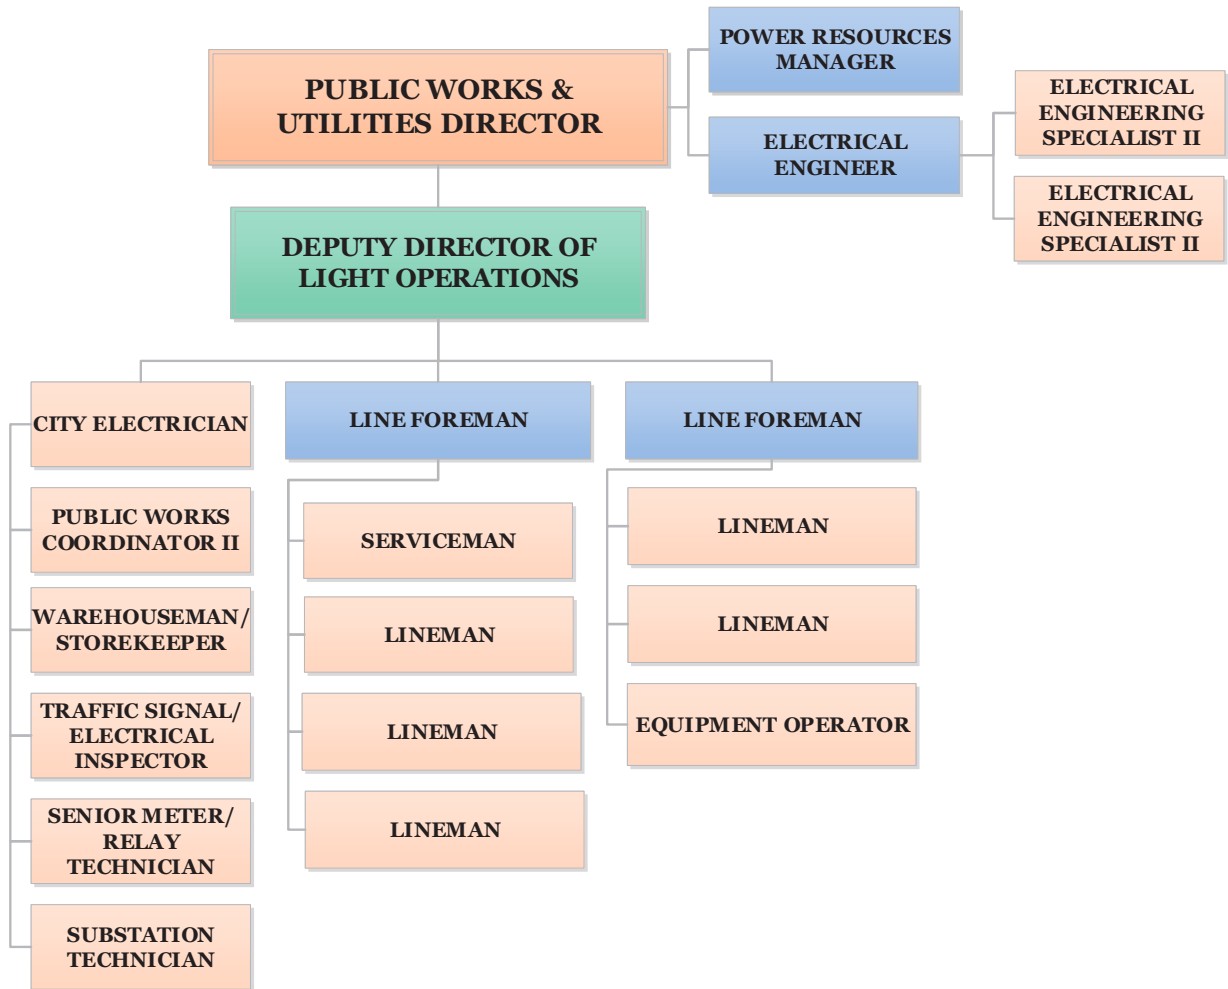 PUBLIC WORKS &
UTILITIES DIRECTOR
POWER RESOURCES
MANAGER
ELECTRICAL
ENGINEER
ELECTRICAL
ENGINEERING
SPECIALIST II
ELECTRICAL
ENGINEERING
SPECIALIST II
DEPUTY DIRECTOR OF
LIGHT OPERATIONS
CITY ELECTRICIAN
PUBLIC WORKS
COORDINATOR II
WAREHOUSEMAN/
STOREKEEPER
TRAFFIC SIGNAL/
ELECTRICAL
INSPECTOR
SENIOR METER/
RELAY
TECHNICIAN
SUBSTATION
TECHNICIAN
LINE FOREMAN
SERVICEMAN
LINEMAN
LINEMAN
LINEMAN
LINE FOREMAN
LINEMAN
LINEMAN
EQUIPMENT OPERATOR